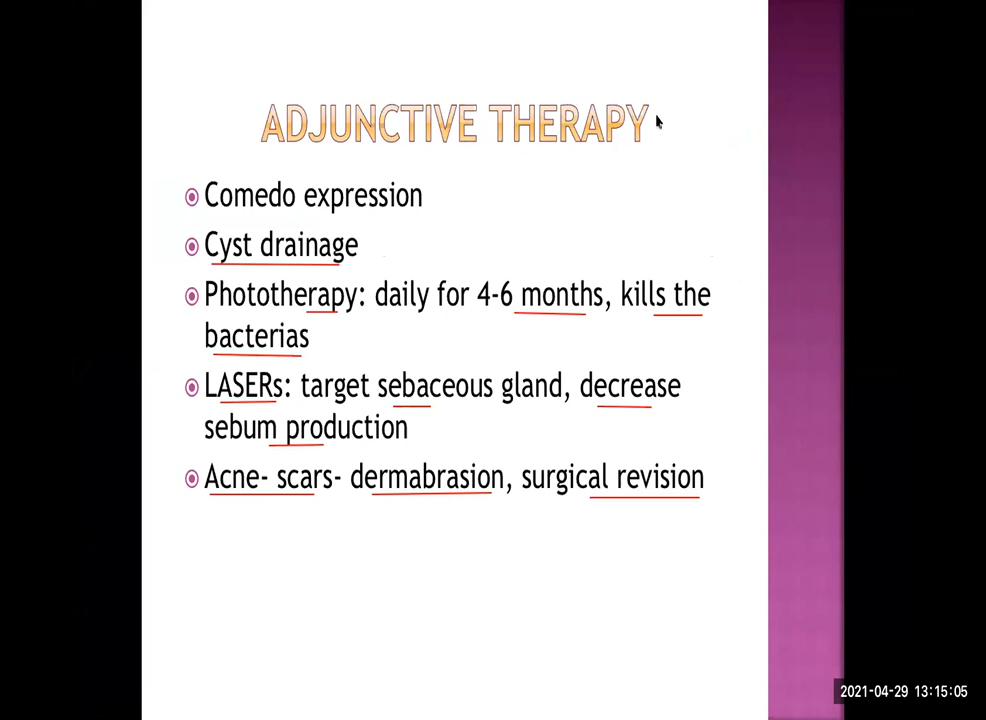 ADJUNCTIVE THERAPY
Comedo expression
Cyst drainage
Phototherapy: daily for 4-6 months, kills the
bacterias
LASERs: target sebaceous gland, decrease
sebum production
Acne- scars- dermabrasion, surgical revision
2021-04-29 13:15:05